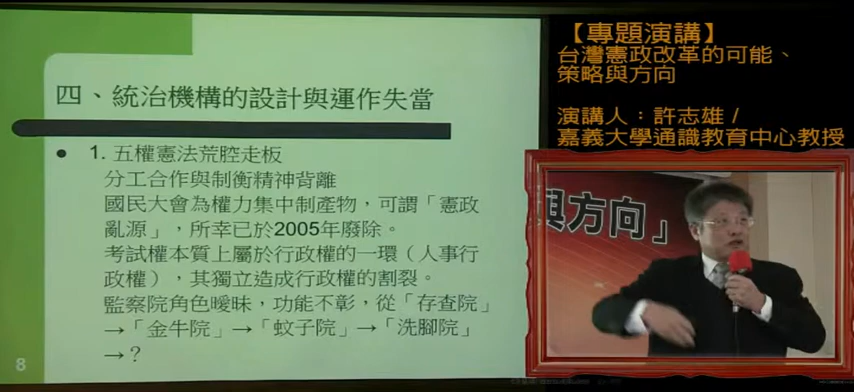 四、統治機構的設計與運作失當
● 1. 五權憲法荒腔走板
分工合作與制衡精神背離
國民大會為權力集中制產物，可謂「憲政
亂源」，所幸已於2005年廢除。
考試權本質上屬於行政權的一環（人事行
政權），其獨立造成行政權的割裂。
監察院角色曖昧，功能不彰，從「存查院」
→「金牛院」→「蚊子院」→「洗腳院」
→？
8
【專題演講】
台灣憲政改革的可能、
策略與方向
演講人：許志雄 /
嘉義大學通識教育中心教授
與方向」